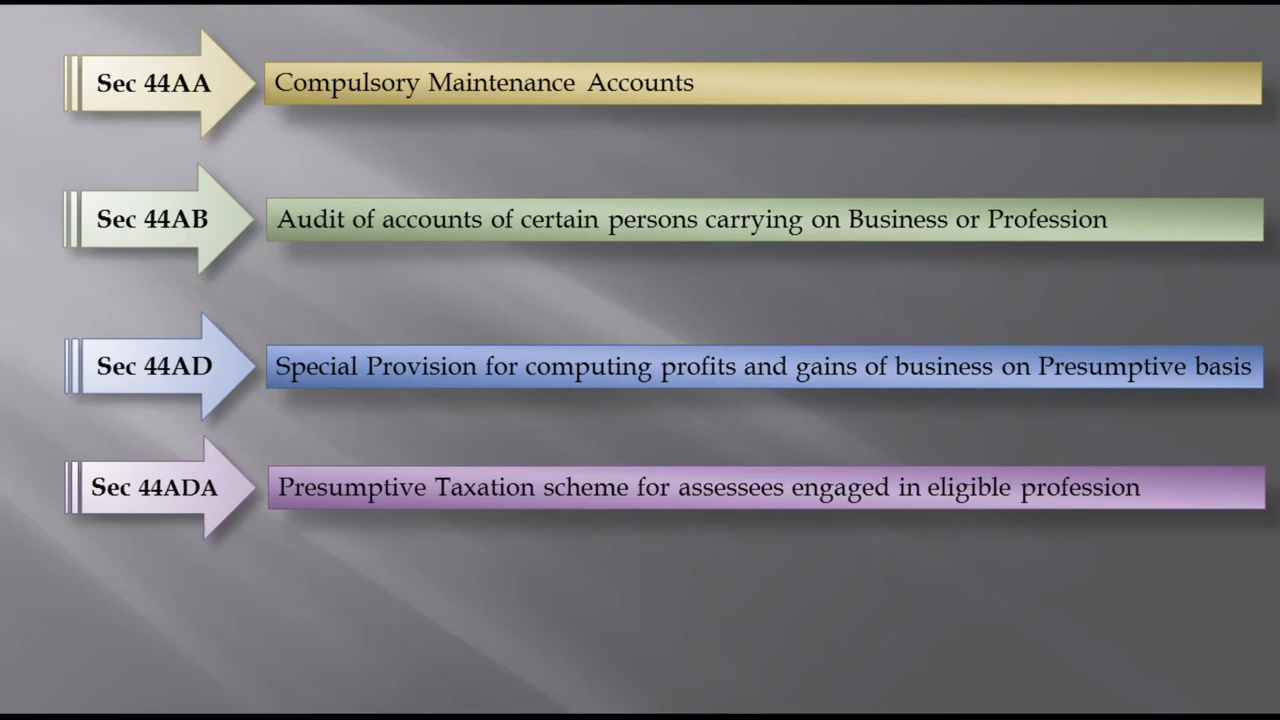 Sec 44AA
Compulsory Maintenance Accounts
Sec 44AB
Audit of accounts of certain persons carrying on Business or Profession
Sec 44AD
Special Provision for computing profits and gains of business on Presumptive basis
Sec 44ADA
Presumptive Taxation scheme for assessees engaged in eligible profession